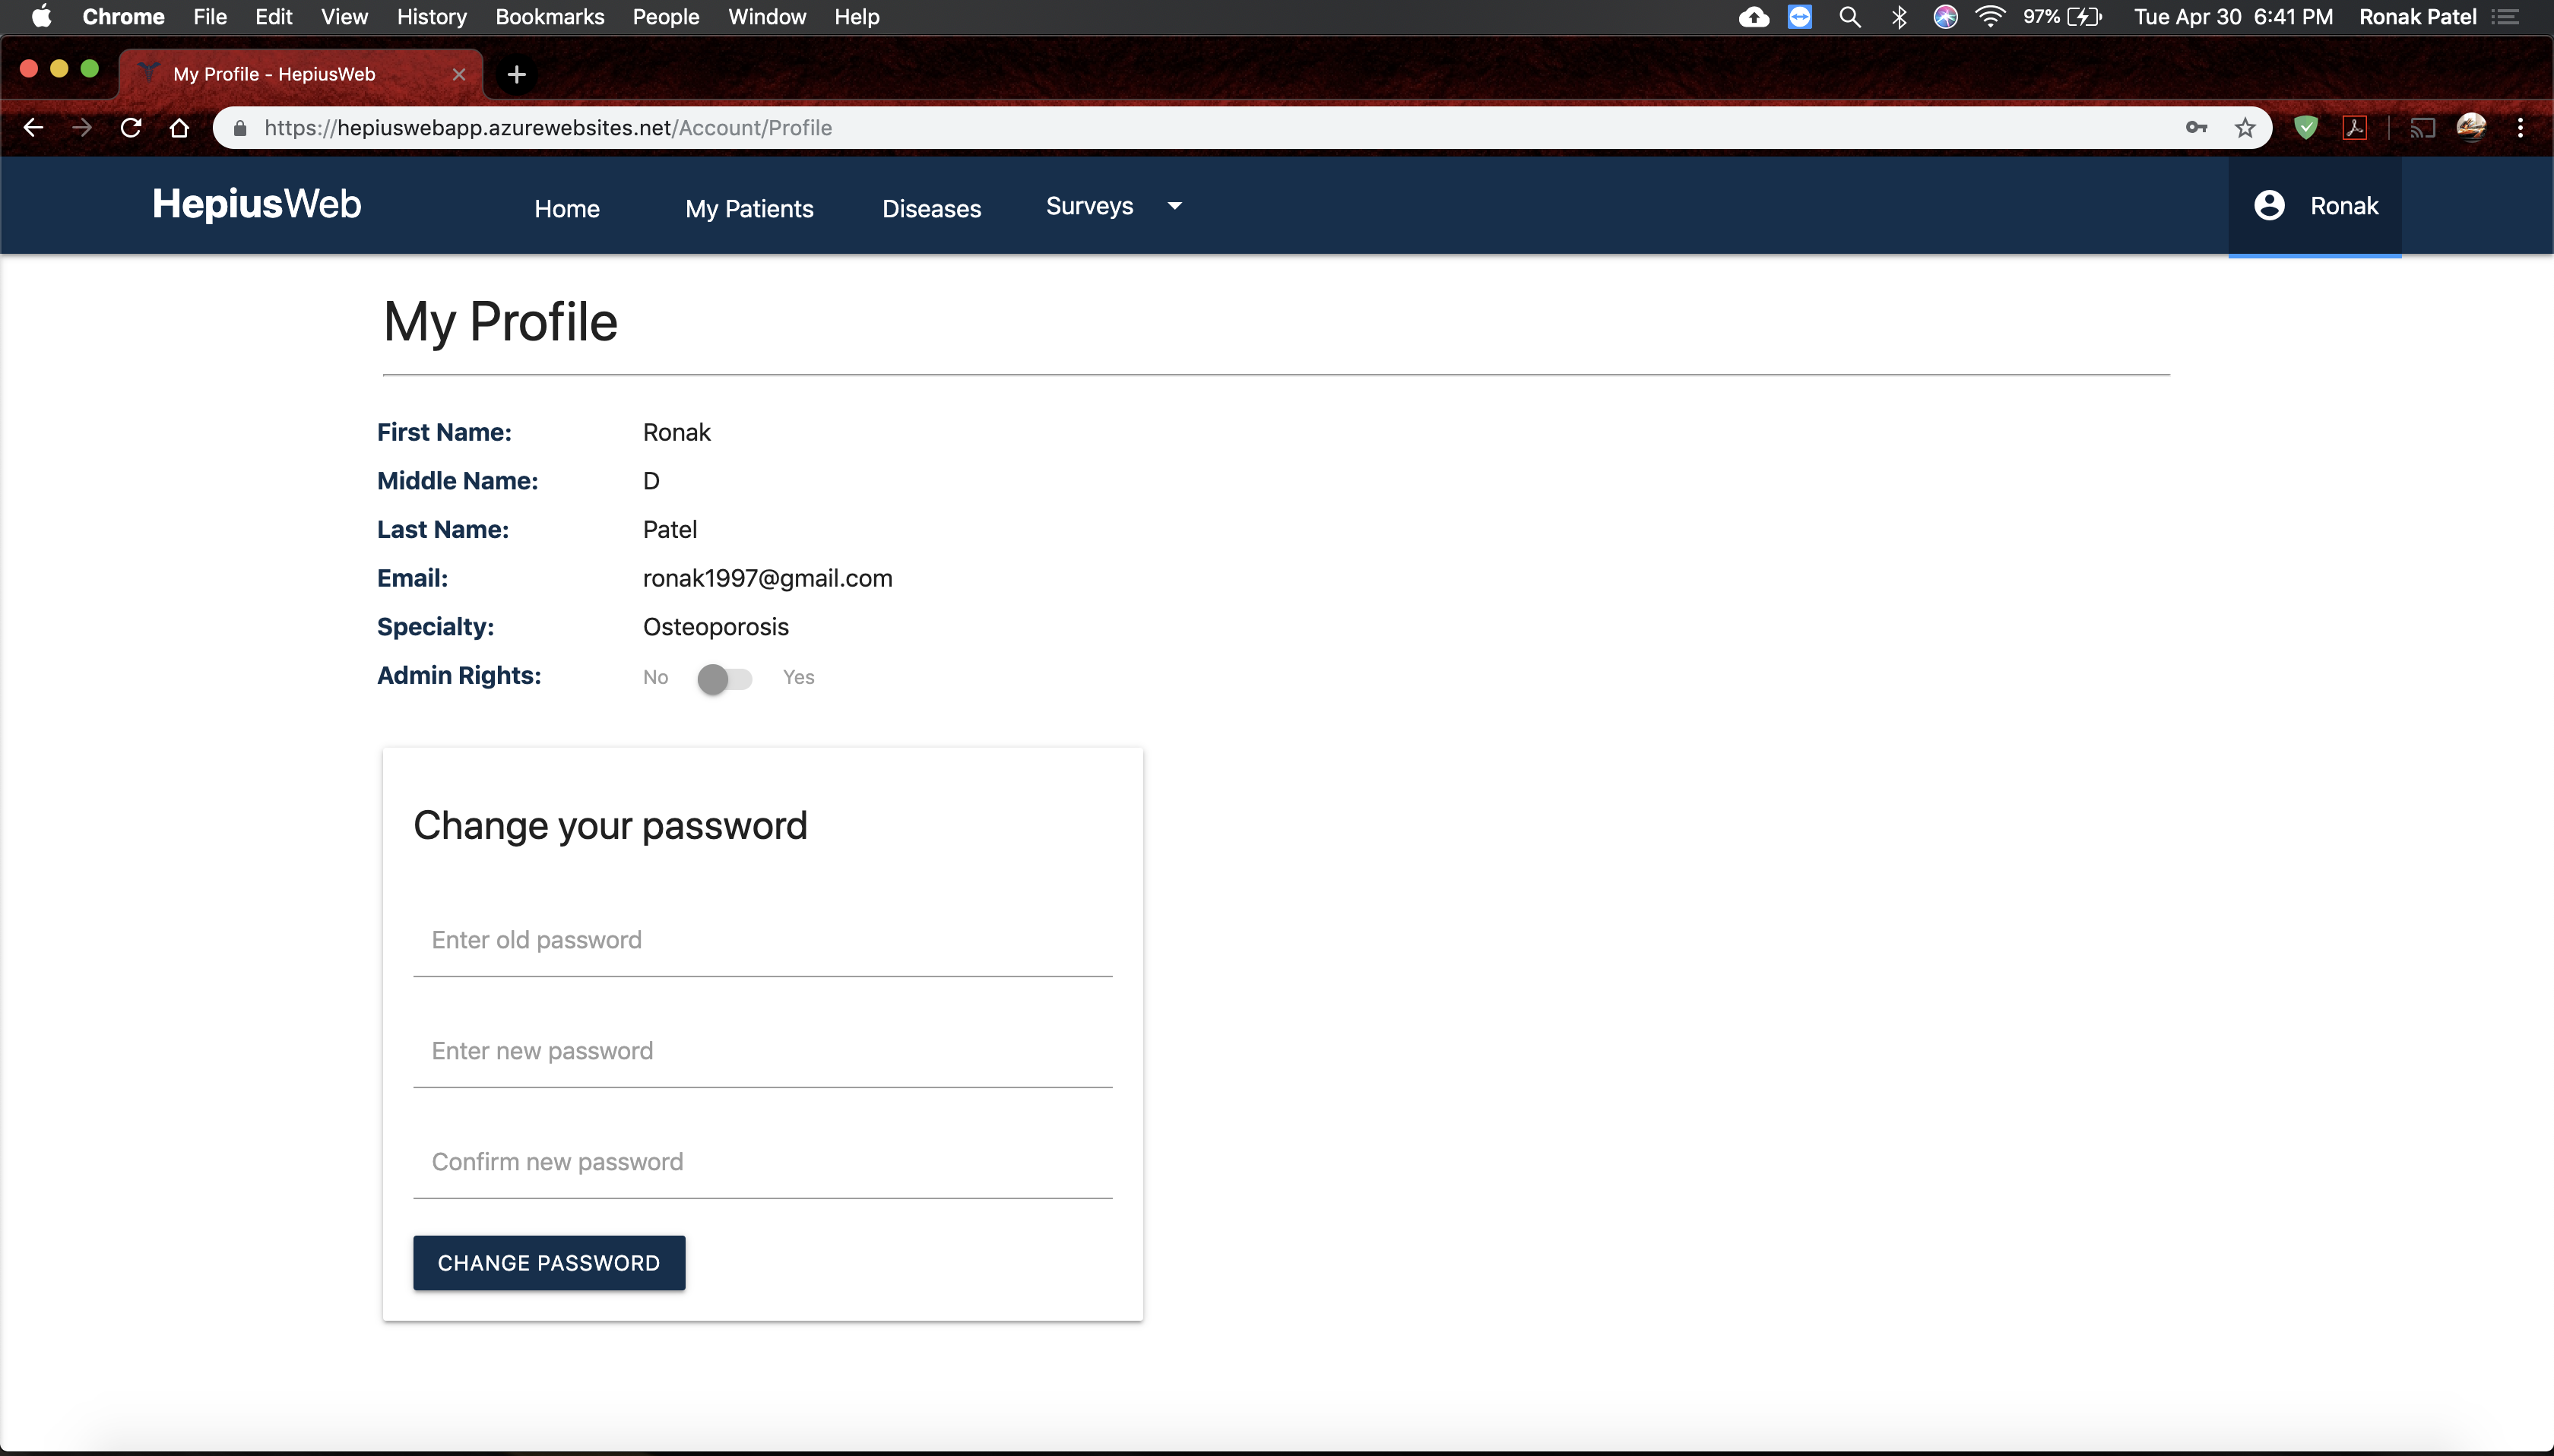 Chrome File Edit View History Bookmarks People Window Help 97% Tue Apr 30 6:41 PM Ronak Patel
My Profile - HepiusWeb
https://hepiuswebapp.azurewebsites.net/Account/Profile
HepiusWeb Home My Patients Diseases Surveys Ronak
My Profile
First Name: Ronak
Middle Name: D
Last Name: Patel
Email: ronak1997@gmail.com
Specialty: Osteoporosis
Admin Rights: No Yes
Change your password
Enter old password
Enter new password
Confirm new password
CHANGE PASSWORD